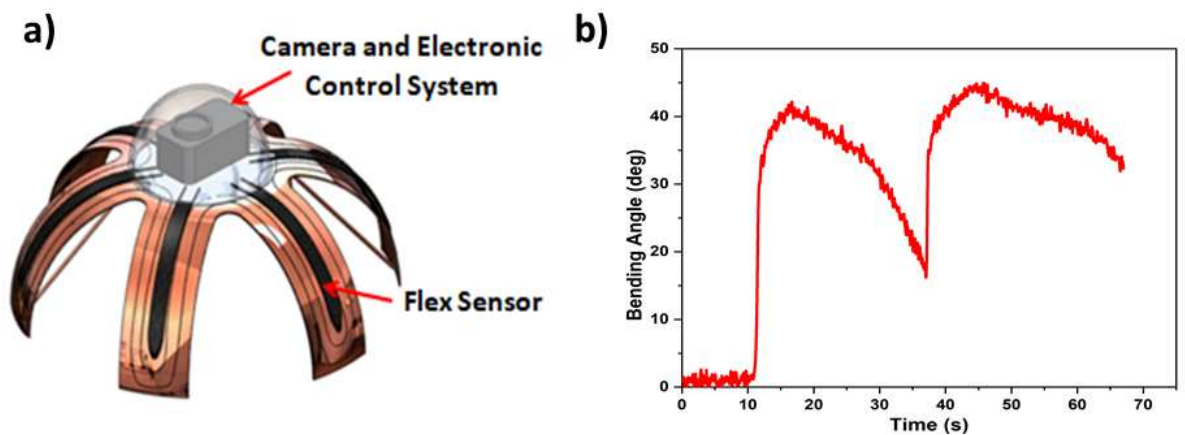 a)
Camera and Electronic
Control System
Flex Sensor
b)
50
40
30
20
10
0
Bending Angle (deg)
0 10 20 30 40 50 60 70
Time (s)